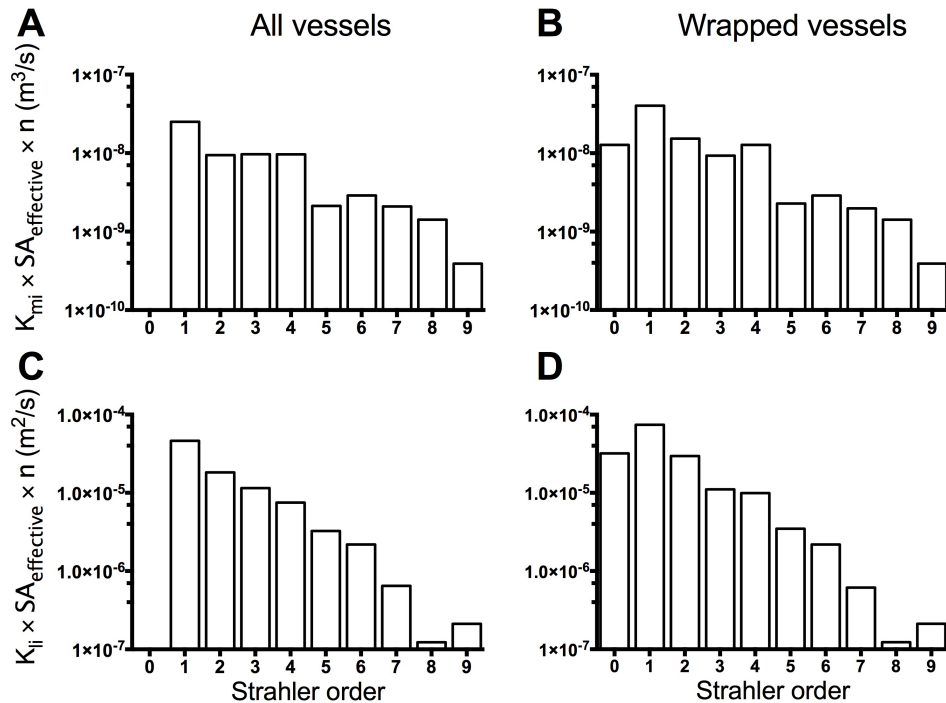 A All vessels
B Wrapped vessels
Kmi × SAeffective × n (m³/s)
1×10⁻⁷
1×10⁻⁸
1×10⁻⁹
1×10⁻¹⁰
0 1 2 3 4 5 6 7 8 9
1×10⁻⁷
1×10⁻⁸
1×10⁻⁹
1×10⁻¹⁰
0 1 2 3 4 5 6 7 8 9
C
D
Kli × SAeffective × n (m²/s)
1.0×10⁻⁴
1.0×10⁻⁵
1.0×10⁻⁶
1×10⁻⁷
0 1 2 3 4 5 6 7 8 9
Strahler order
1.0×10⁻⁴
1.0×10⁻⁵
1.0×10⁻⁶
1×10⁻⁷
0 1 2 3 4 5 6 7 8 9
Strahler order